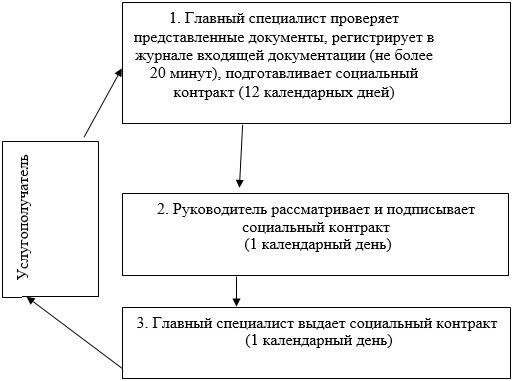 1. Главный специалист проверяет
представленные документы, регистрирует в
журнале входящей документации (не более
20 минут), подготавливает социальный
контракт (12 календарных дней)
Услугополучатель
2. Руководитель рассматривает и подписывает
социальный контракт
(1 календарный день)
3. Главный специалист выдает социальный контракт
(1 календарный день)